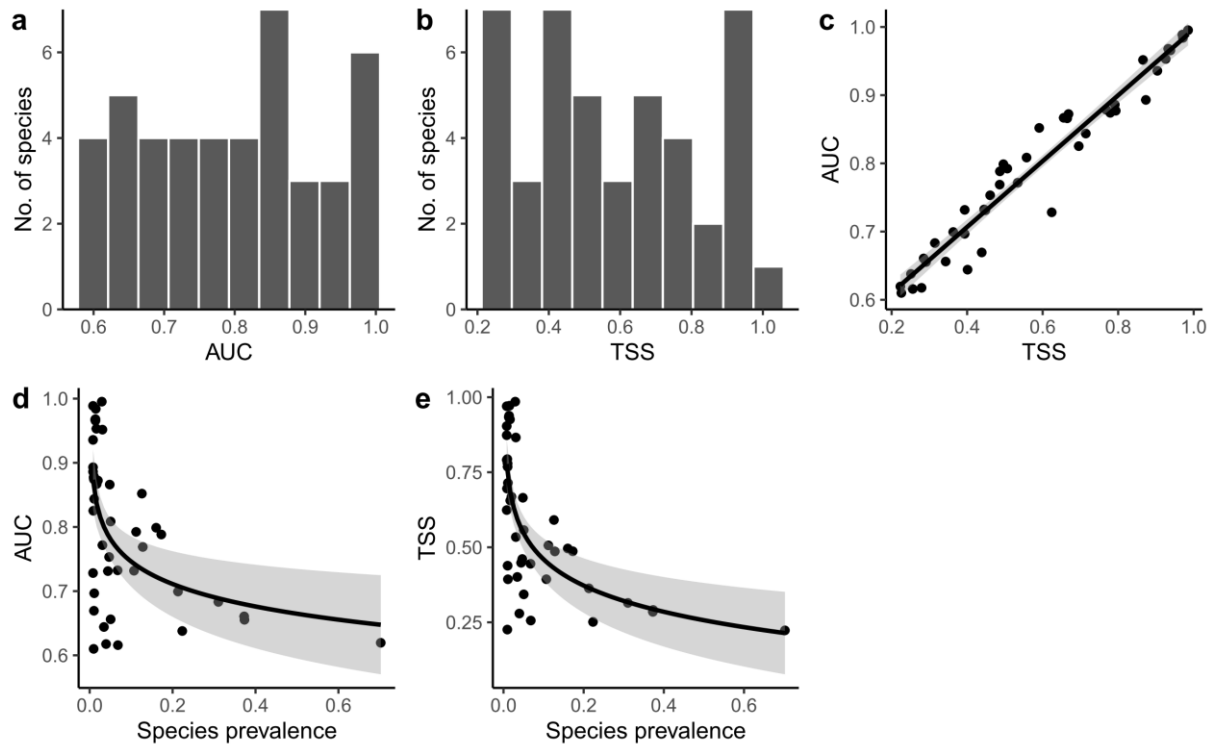 a
No. of species
6
4
2
0
0.6 0.7 0.8 0.9 1.0
AUC
b
No. of species
6
4
2
0
0.2 0.4 0.6 0.8 1.0
TSS
c
AUC
1.0
0.9
0.8
0.7
0.6
0.2 0.4 0.6 0.8 1.0
TSS
d
AUC
1.0
0.9
0.8
0.7
0.6
0.0 0.2 0.4 0.6
Species prevalence
e
TSS
1.00
0.75
0.50
0.25
0.0 0.2 0.4 0.6
Species prevalence